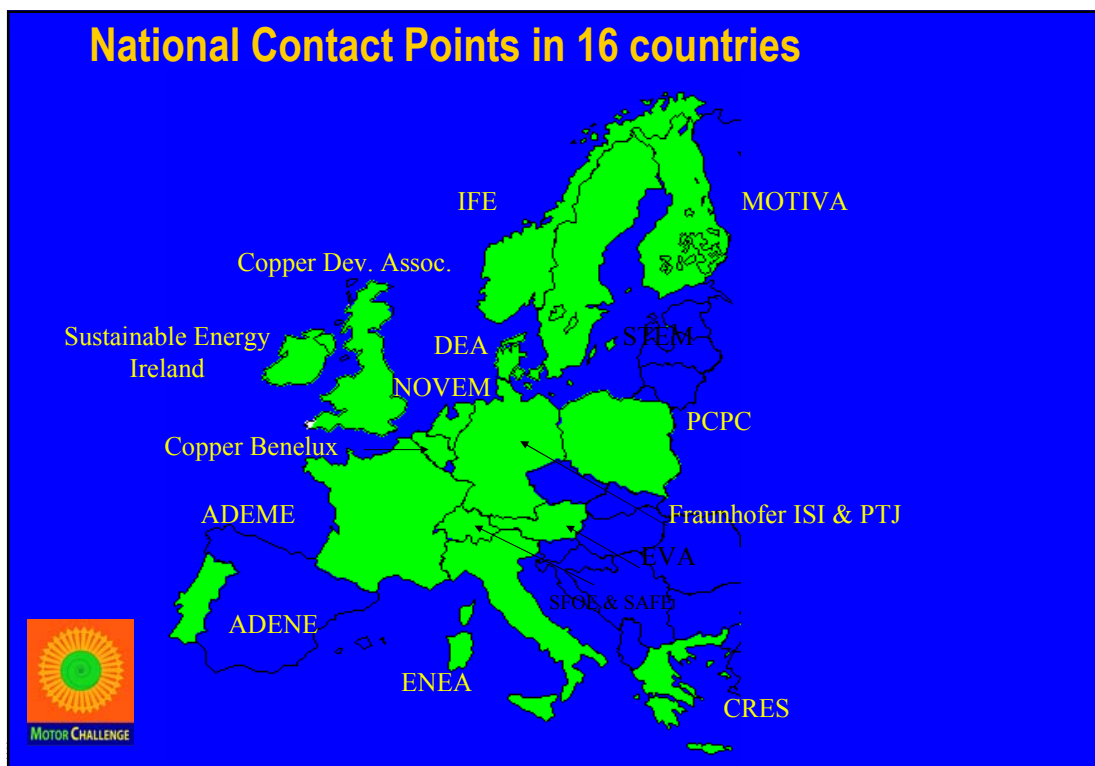 National Contact Points in 16 countries
IFE
MOTIVA
Copper Dev. Assoc.
Sustainable Energy
Ireland
DEA
STEM
NOVEM
PCPC
Copper Benelux
ADEME
Fraunhofer ISI & PTJ
EVA
SFOE & SAFE
ADENE
ENEA
CRES
MOTOR CHALLENGE